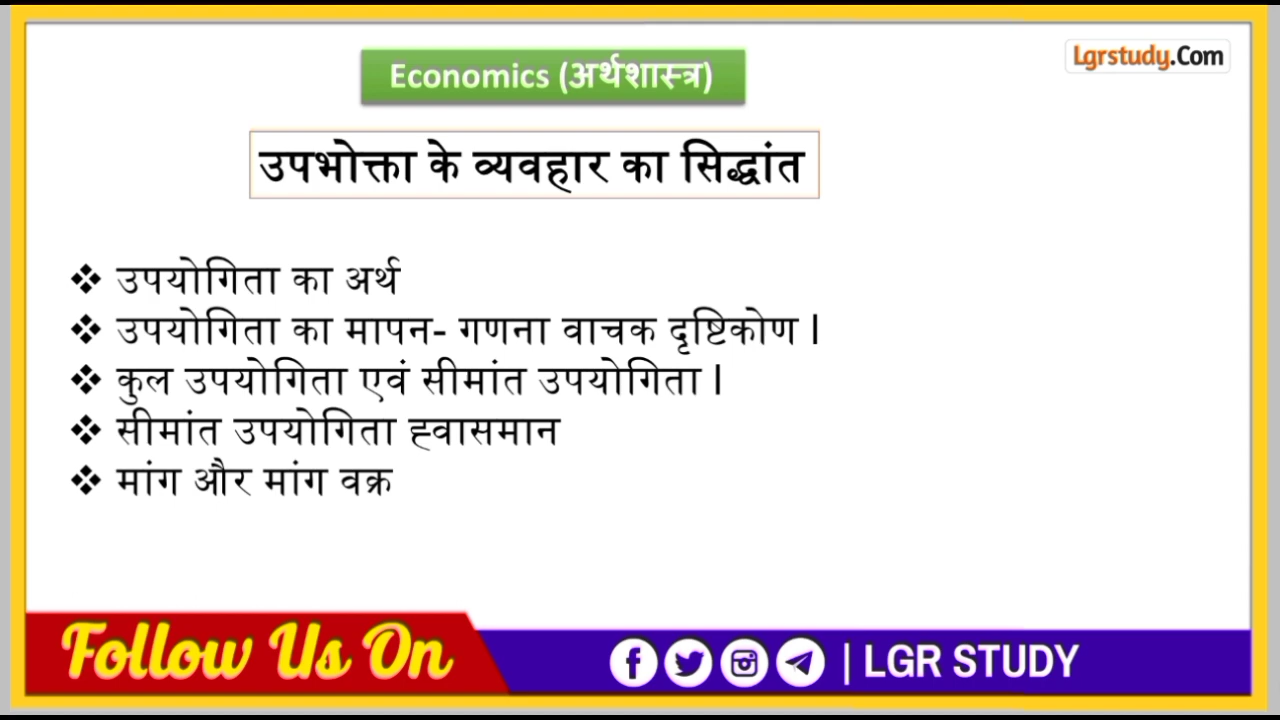 Economics (अर्थशास्त्र)
Lgrstudy.Com
उपभोक्ता के व्यवहार का सिद्धांत
❖ उपयोगिता का अर्थ
❖ उपयोगिता का मापन- गणना वाचक दृष्टिकोण l
❖ कुल उपयोगिता एवं सीमांत उपयोगिता l
❖ सीमांत उपयोगिता ह्वासमान
❖ मांग और मांग वक्र
Follow Us On
| LGR STUDY